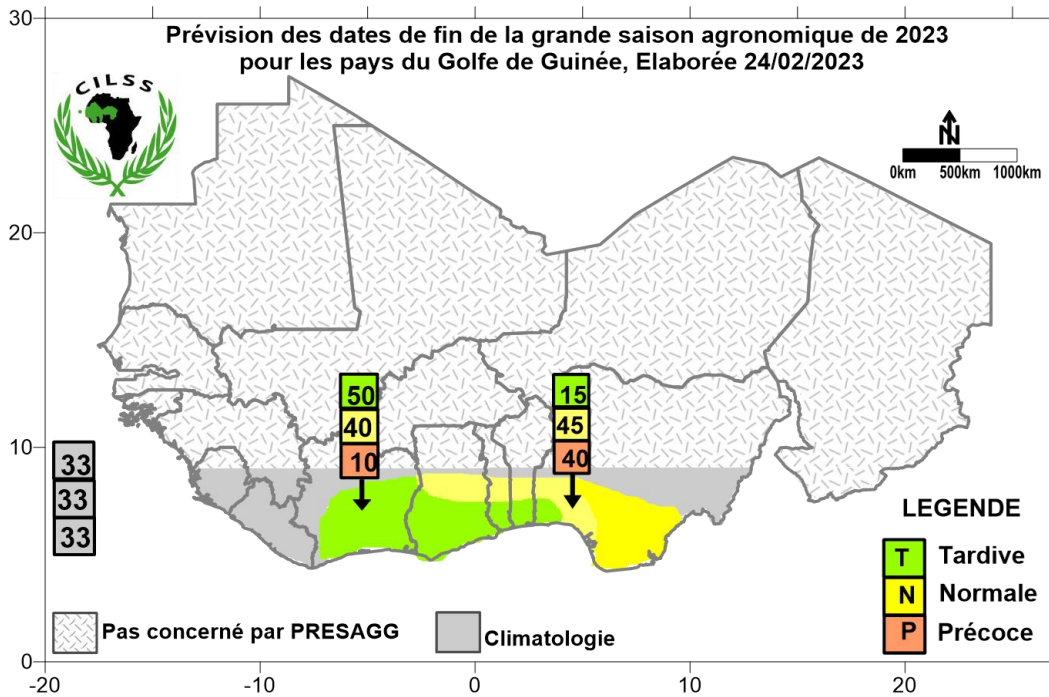 Prévision des dates de fin de la grande saison agronomique de 2023
pour les pays du Golfe de Guinée, Elaborée 24/02/2023
CILSS
N
0km 500km 1000km
30
20
10
0
50
40
10
15
45
40
33
33
33
LEGENDE
T Tardive
N Normale
P Précoce
Pas concerné par PRESAGG
Climatologie
-20 -10 0 10 20